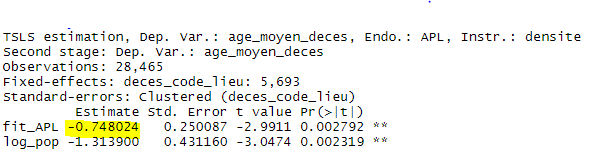 TSLS estimation, Dep. Var.: age_moyen_deces, Endo.: APL, Instr.: densite
Second stage: Dep. Var.: age_moyen_deces
Observations: 28,465
Fixed-effects: deces_code_lieu: 5,693
Standard-errors: Clustered (deces_code_lieu)
Estimate Std. Error t value Pr(>|t|)
fit_APL -0.748024 0.250087 -2.9911 0.002792 **
log_pop -1.313900 0.431160 -3.0474 0.002319 **